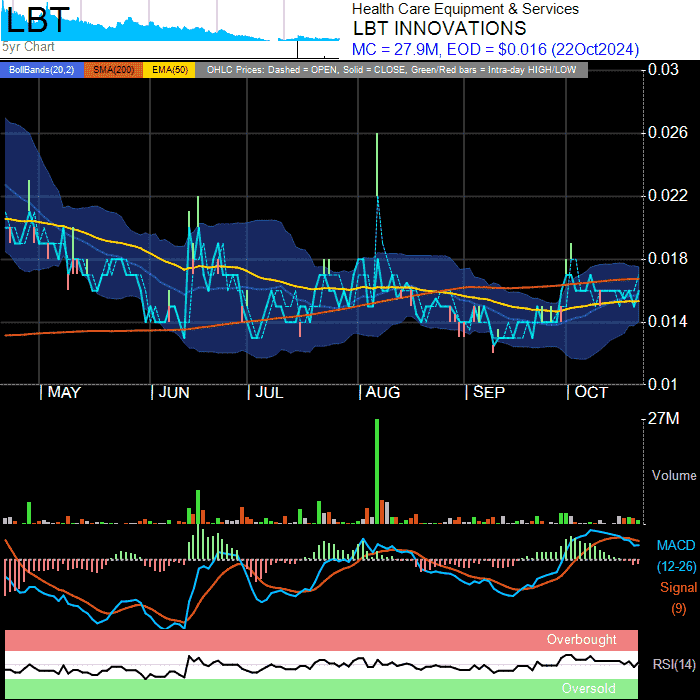 LBT
5yr Chart
Health Care Equipment & Services
LBT INNOVATIONS
MC = 27.9M, EOD = $0.016 (22Oct2024)
BollBands(20,2) SMA(200) EMA(50) OHLC Prices: Dashed = OPEN, Solid = CLOSE, Green/Red bars = Intra-day HIGH/LOW
0.03
0.026
0.022
0.018
0.014
0.01
MAY JUN JUL AUG SEP OCT
27M
Volume
MACD
(12-26)
Signal
(9)
Overbought
RSI(14)
Oversold